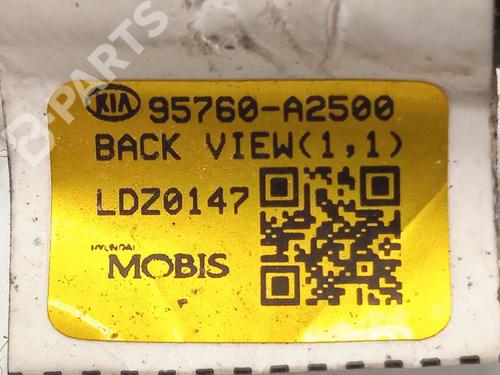 B-PARTS
KIA 95760-A2500
BACK VIEW(1,1)
LDZ0147
HYUNDAI
MOBIS